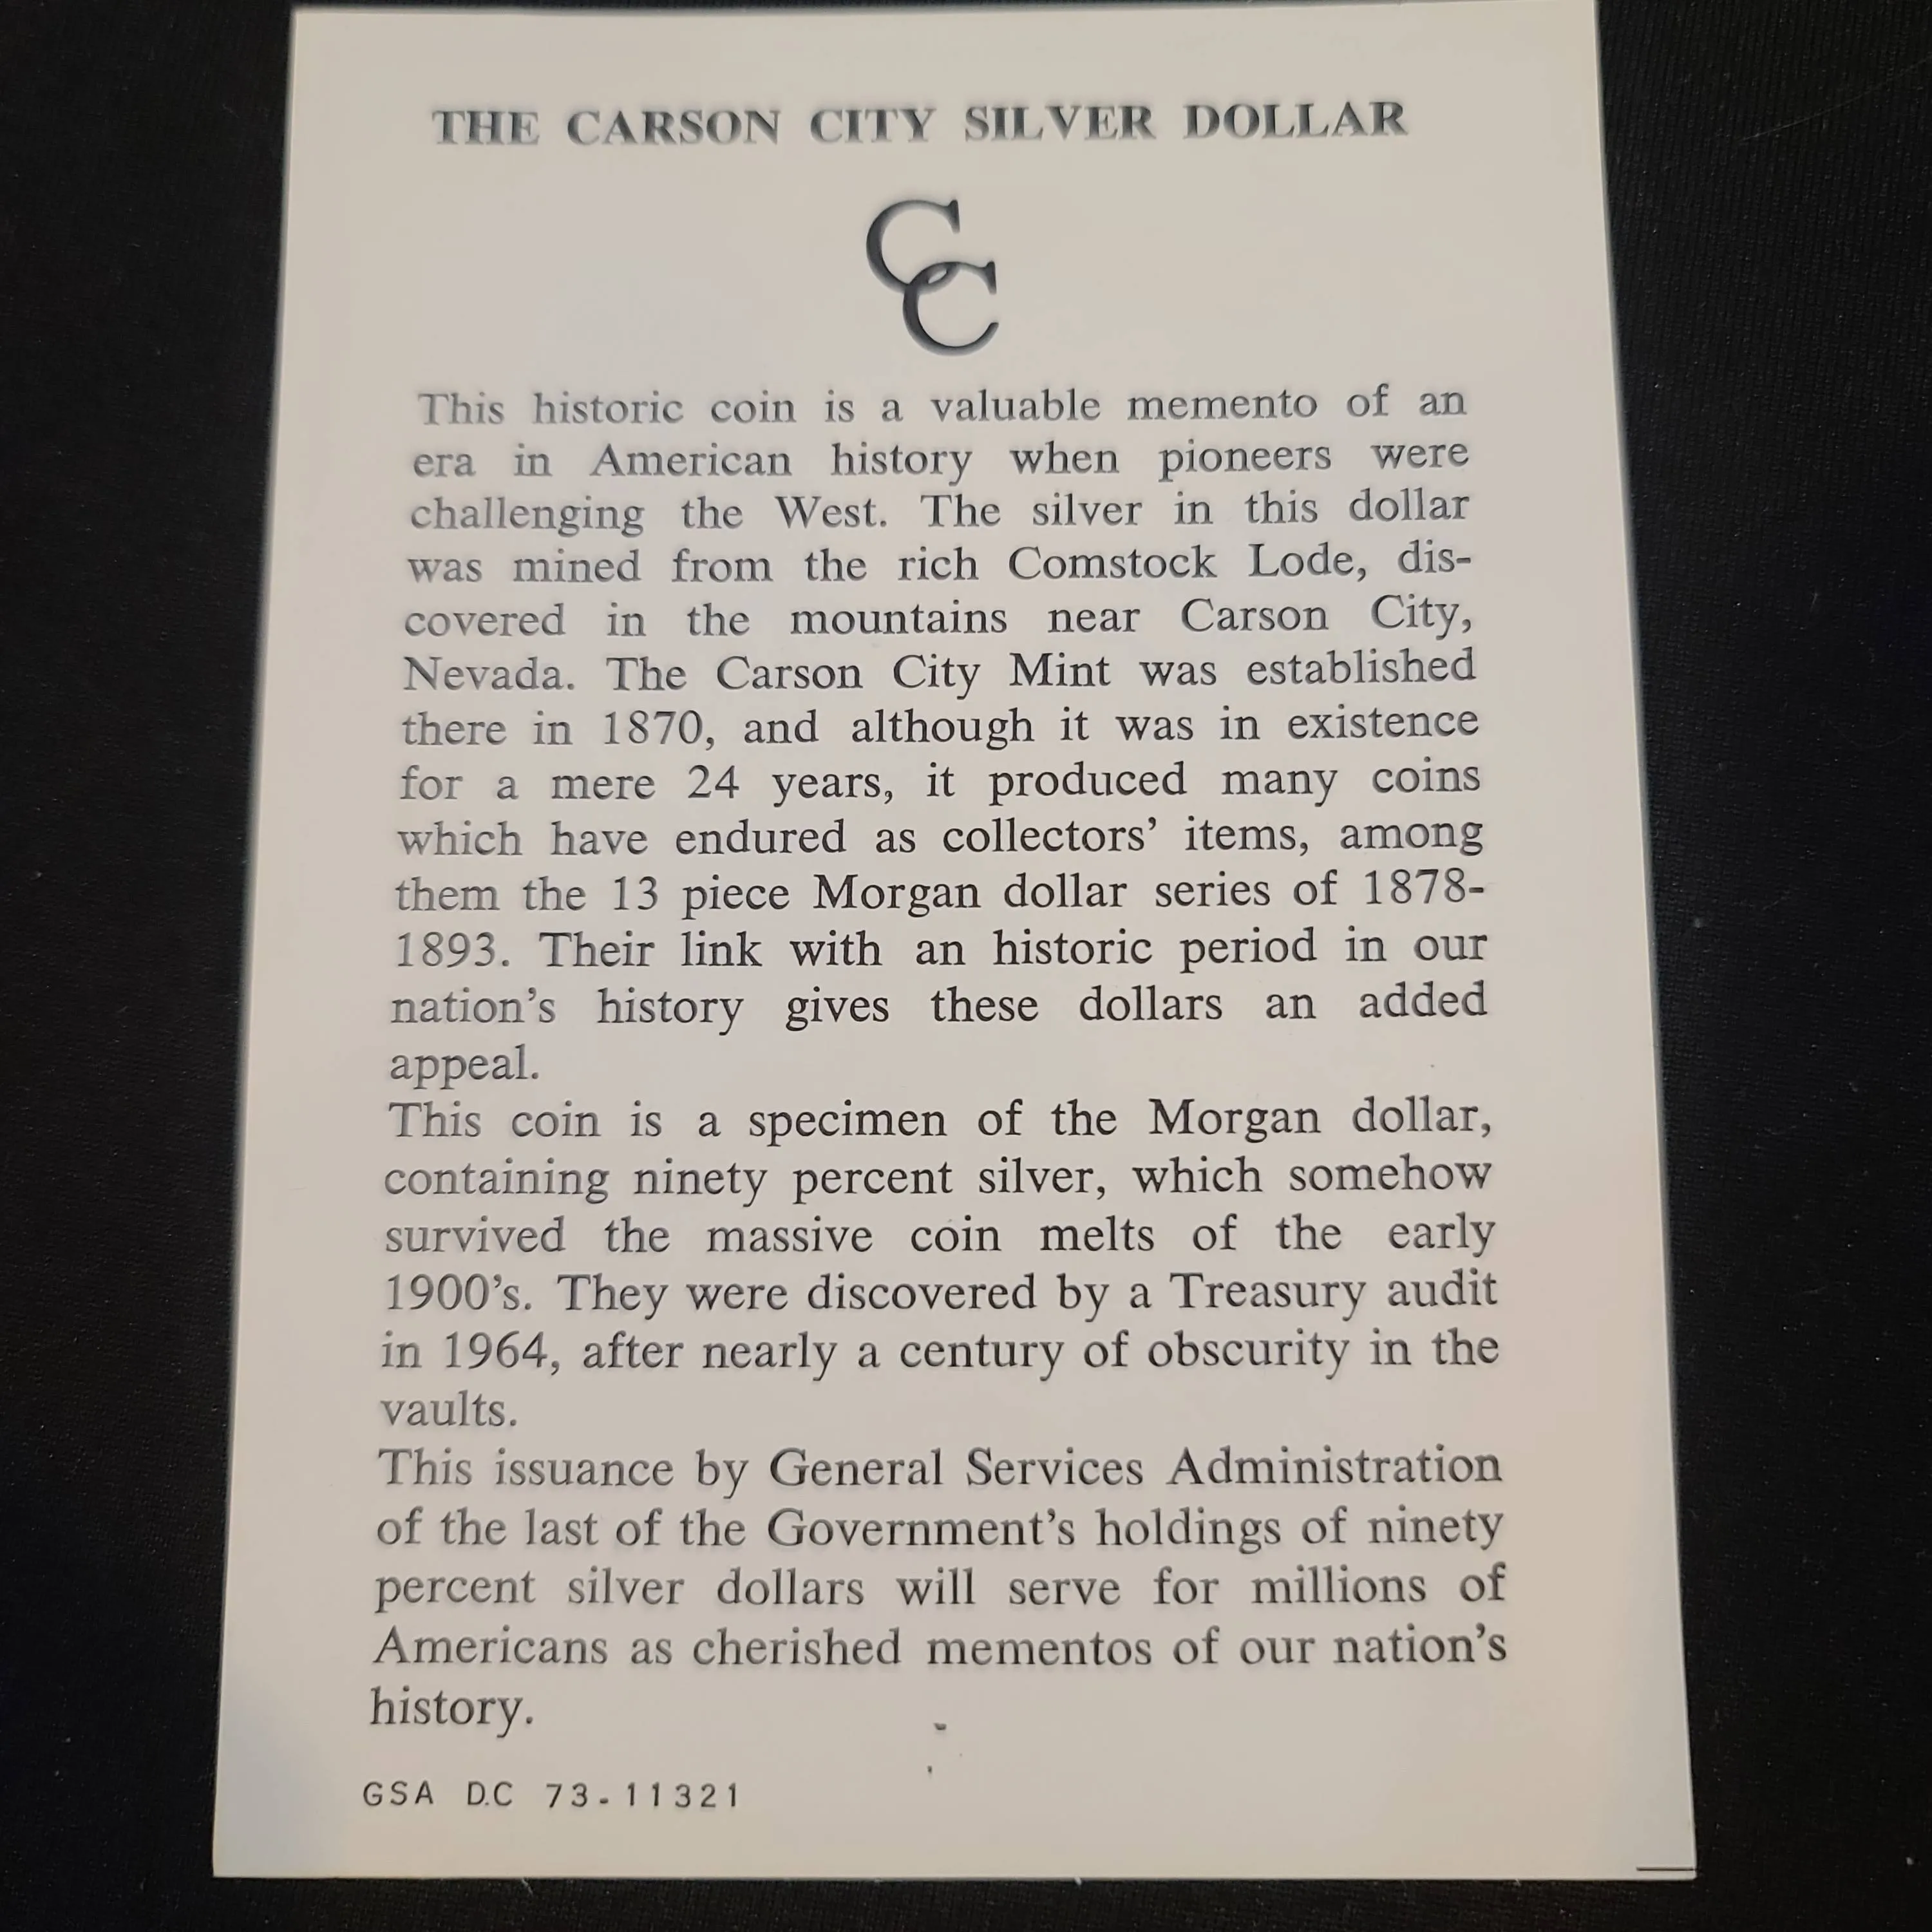 THE CARSON CITY SILVER DOLLAR
CC
This historic coin is a valuable memento of an
era in American history when pioneers were
challenging the West. The silver in this dollar
was mined from the rich Comstock Lode, dis-
covered in the mountains near Carson City,
Nevada. The Carson City Mint was established
there in 1870, and although it was in existence
for a mere 24 years, it produced many coins
which have endured as collectors’ items, among
them the 13 piece Morgan dollar series of 1878-
1893. Their link with an historic period in our
nation’s history gives these dollars an added
appeal.
This coin is a specimen of the Morgan dollar,
containing ninety percent silver, which somehow
survived the massive coin melts of the early
1900’s. They were discovered by a Treasury audit
in 1964, after nearly a century of obscurity in the
vaults.
This issuance by General Services Administration
of the last of the Government’s holdings of ninety
percent silver dollars will serve for millions of
Americans as cherished mementos of our nation’s
history.
GSA D.C 73-11321